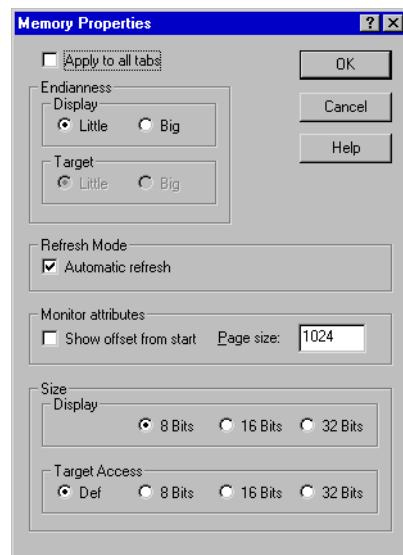 Memory Properties
Apply to all tabs
OK
Cancel
Help
Endianness
Display
Little Big
Target
Little Big
Refresh Mode
Automatic refresh
Monitor attributes
Show offset from start Page size: 1024
Size
Display
8 Bits 16 Bits 32 Bits
Target Access
Def 8 Bits 16 Bits 32 Bits